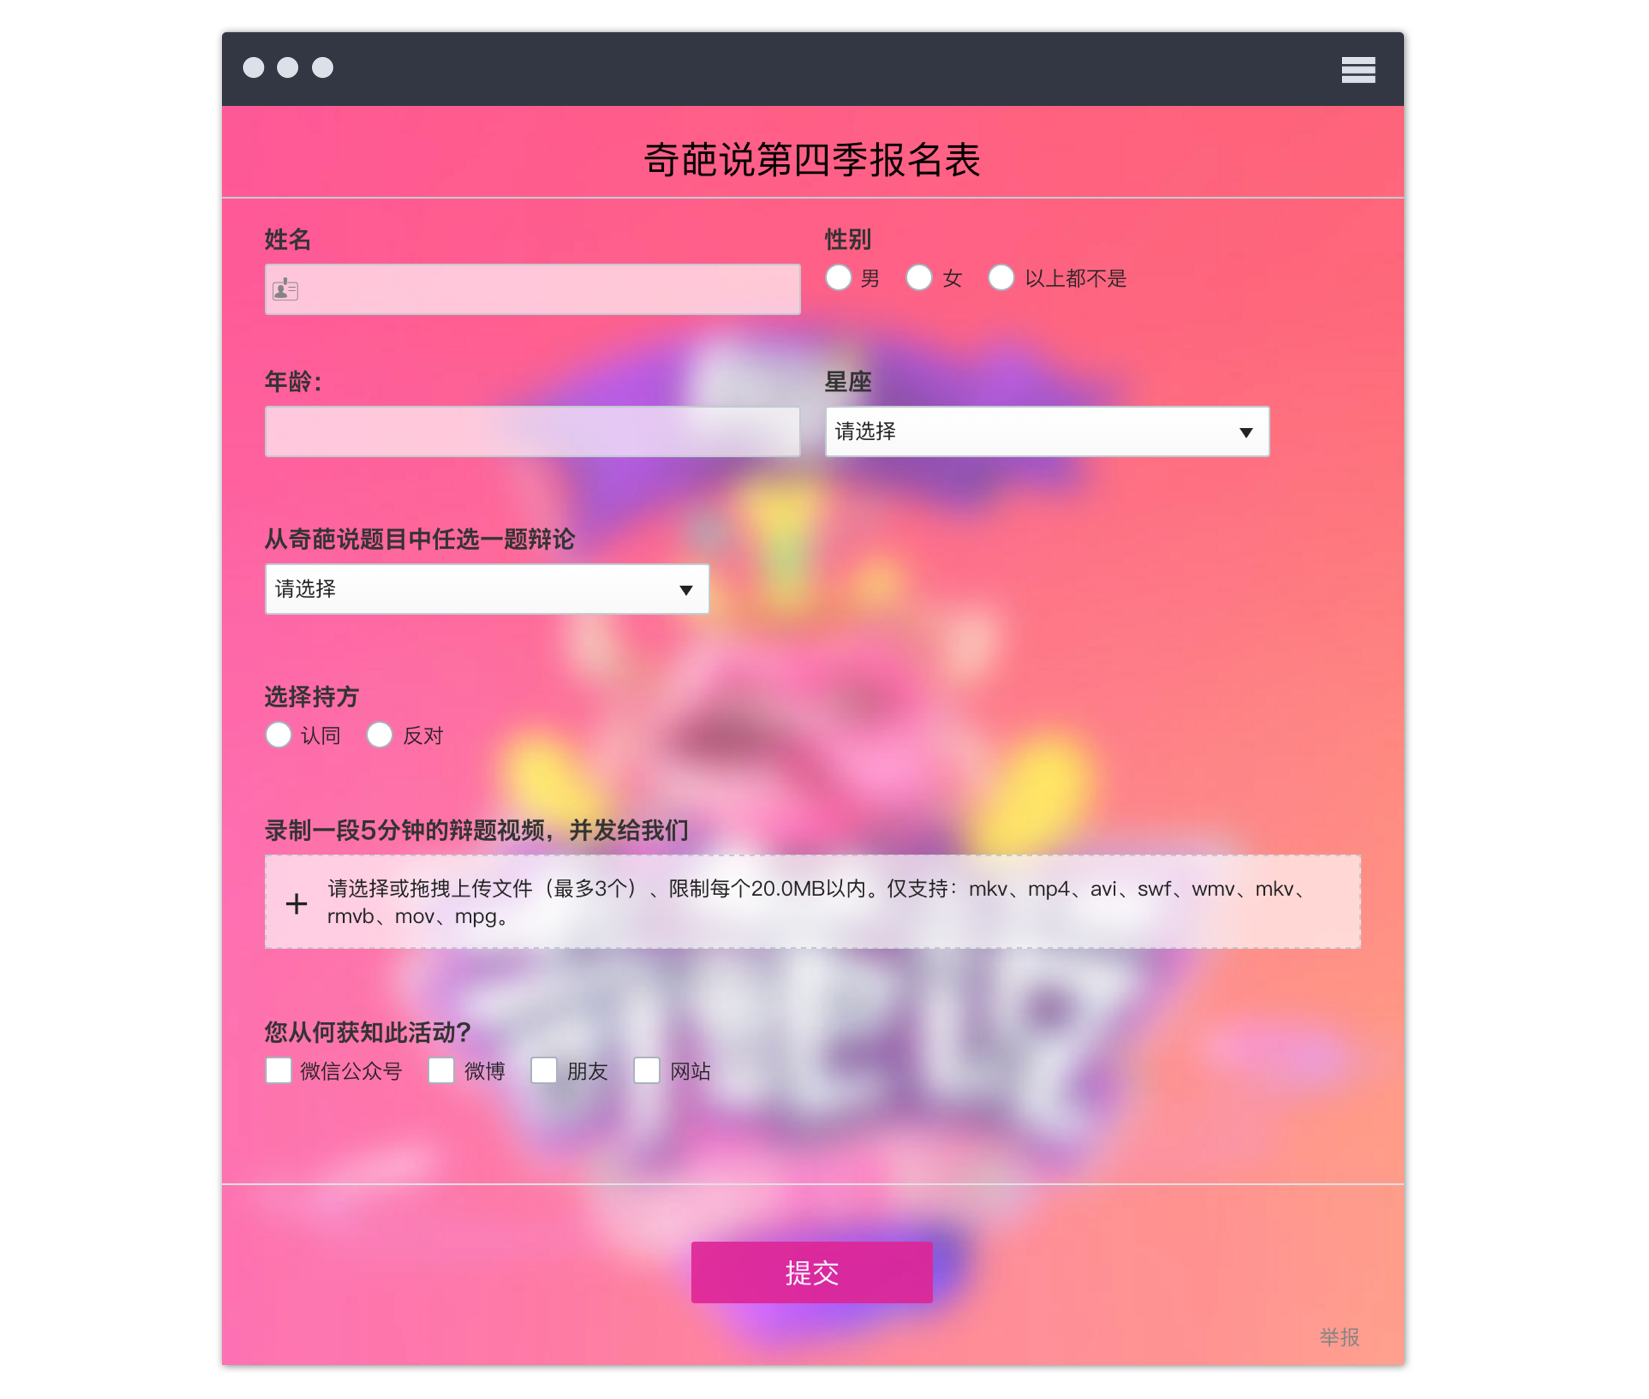 奇葩说第四季报名表
姓名
性别
男 女 以上都不是
年龄：
星座
请选择
从奇葩说题目中任选一题辩论
请选择
选择持方
认同 反对
录制一段5分钟的辩题视频，并发给我们
请选择或拖拽上传文件（最多3个）、限制每个20.0MB以内。仅支持：mkv、mp4、avi、swf、wmv、mkv、
rmvb、mov、mpg。
您从何获知此活动？
微信公众号 微博 朋友 网站
提交
举报